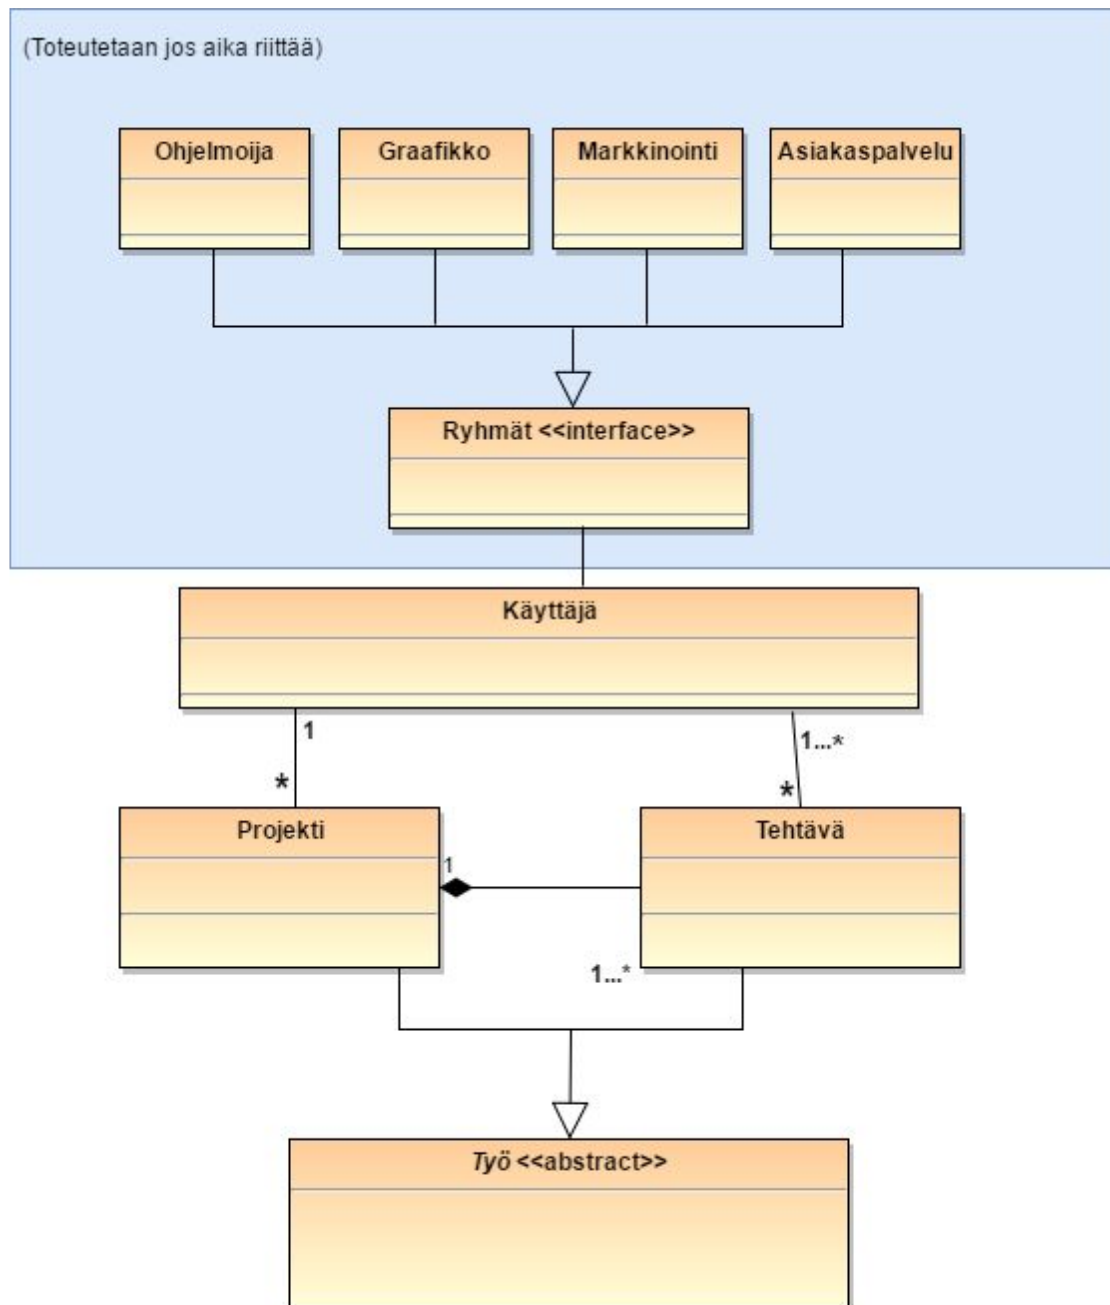 (Toteutetaan jos aika riittää)
Ohjelmoija
Graafikko
Markkinointi
Asiakaspalvelu
Ryhmät <<interface>>
Käyttäjä
1
1...*
*
*
Projekti
Tehtävä
1
1...*
Työ <<abstract>>